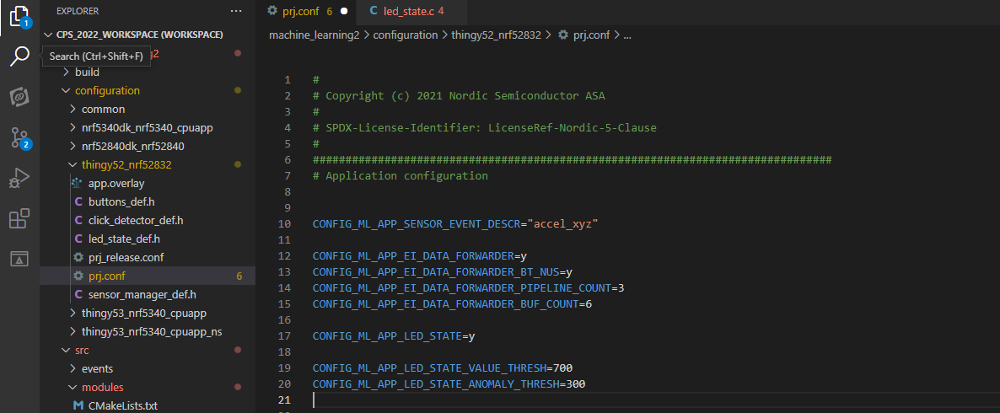 EXPLORER
CPS_2022_WORKSPACE (WORKSPACE)
Search (Ctrl+Shift+F)
g2
build
configuration
common
nrf5340dk_nrf5340_cpuapp
nrf52840dk_nrf52840
thingy52_nrf52832
app.overlay
C buttons_def.h
C click_detector_def.h
C led_state_def.h
prj_release.conf
prj.conf 6
C sensor_manager_def.h
thingy53_nrf5340_cpuapp
thingy53_nrf5340_cpuapp_ns
src
events
modules
M CMakeLists.txt
1
2
prj.conf 6
C led_state.c 4
machine_learning2 > configuration > thingy52_nrf52832 > prj.conf > ...
1 #
2 # Copyright (c) 2021 Nordic Semiconductor ASA
3 #
4 # SPDX-License-Identifier: LicenseRef-Nordic-5-Clause
5 #
6 ################################################################################
7 # Application configuration
8
9
10 CONFIG_ML_APP_SENSOR_EVENT_DESCR="accel_xyz"
11
12 CONFIG_ML_APP_EI_DATA_FORWARDER=y
13 CONFIG_ML_APP_EI_DATA_FORWARDER_BT_NUS=y
14 CONFIG_ML_APP_EI_DATA_FORWARDER_PIPELINE_COUNT=3
15 CONFIG_ML_APP_EI_DATA_FORWARDER_BUF_COUNT=6
16
17 CONFIG_ML_APP_LED_STATE=y
18
19 CONFIG_ML_APP_LED_STATE_VALUE_THRESH=700
20 CONFIG_ML_APP_LED_STATE_ANOMALY_THRESH=300
21